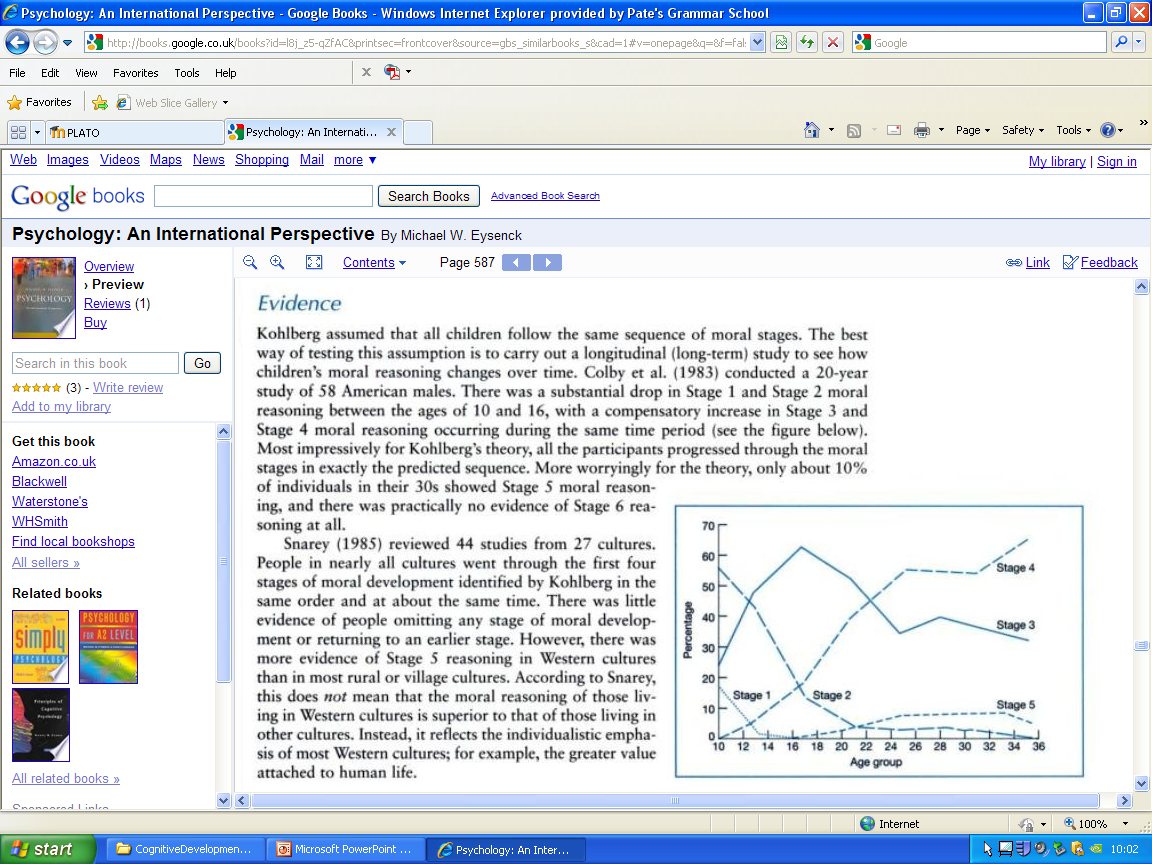 Psychology: An International Perspective - Google Books - Windows Internet Explorer provided by Pate's Grammar School
http://books.google.co.uk/books?id=l8j_z5-qZfAC&printsec=frontcover&source=gbs_similarbooks_s&cad=1#v=onepage&q=&f=fal
Google
File Edit View Favorites Tools Help
Favorites Web Slice Gallery
PLATO Psychology: An Internati... Page Safety Tools
Web Images Videos Maps News Shopping Mail more ▼ My library | Sign in
Google books Search Books Advanced Book Search
Psychology: An International Perspective By Michael W. Eysenck
Contents Page 587 Link Feedback
PSYCHOLOGY
Overview
› Preview
Reviews (1)
Buy
Search in this book Go
(3) - Write review
Add to my library
Get this book
Amazon.co.uk
Blackwell
Waterstone's
WHSmith
Find local bookshops
All sellers »
Related books
simply
PSYCHOLOGY
PSYCHOLOGY
FOR A2 LEVEL
Principles of
Cognitive
Psychology
All related books »
Sponsored Links
Evidence
Kohlberg assumed that all children follow the same sequence of moral stages. The best
way of testing this assumption is to carry out a longitudinal (long-term) study to see how
children's moral reasoning changes over time. Colby et al. (1983) conducted a 20-year
study of 58 American males. There was a substantial drop in Stage 1 and Stage 2 moral
reasoning between the ages of 10 and 16, with a compensatory increase in Stage 3 and
Stage 4 moral reasoning occurring during the same time period (see the figure below).
Most impressively for Kohlberg's theory, all the participants progressed through the moral
stages in exactly the predicted sequence. More worryingly for the theory, only about 10%
of individuals in their 30s showed Stage 5 moral reason-
ing, and there was practically no evidence of Stage 6 rea-
soning at all.
Snarey (1985) reviewed 44 studies from 27 cultures.
People in nearly all cultures went through the first four
stages of moral development identified by Kohlberg in the
same order and at about the same time. There was little
evidence of people omitting any stage of moral develop-
ment or returning to an earlier stage. However, there was
more evidence of Stage 5 reasoning in Western cultures
than in most rural or village cultures. According to Snarey,
this does not mean that the moral reasoning of those liv-
ing in Western cultures is superior to that of those living in
other cultures. Instead, it reflects the individualistic empha-
sis of most Western cultures; for example, the greater value
attached to human life.
Percentage
70
60
50
40
30
20
10
0
Stage 4
Stage 3
Stage 1 Stage 2
Stage 5
10 12 14 16 18 20 22 24 26 28 30 32 34 36
Age group
Internet 100%
start CognitiveDevelopmen... Microsoft PowerPoint ... Psychology: An Inter... 10:02